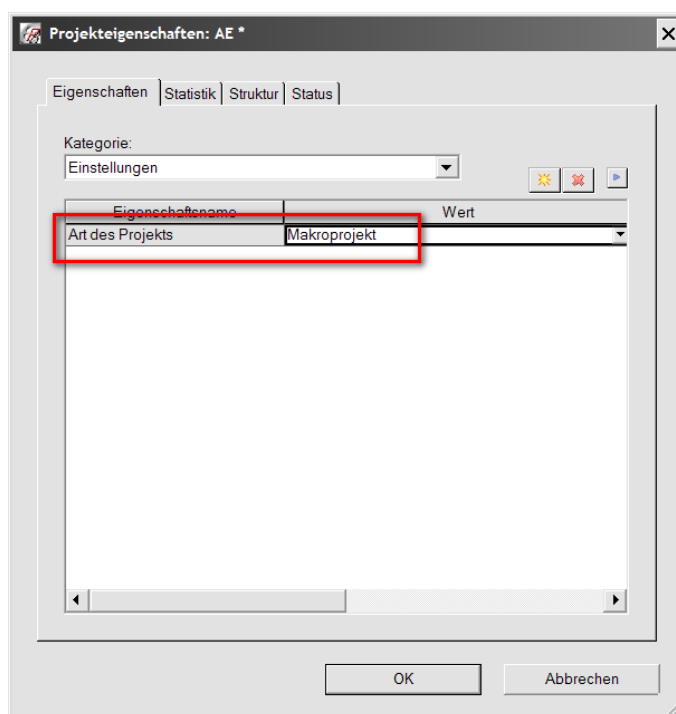 Projekteigenschaften: AE *
Eigenschaften Statistik Struktur Status
Kategorie:
Einstellungen
Eigenschaftsname Wert
Art des Projekts Makroprojekt
OK Abbrechen